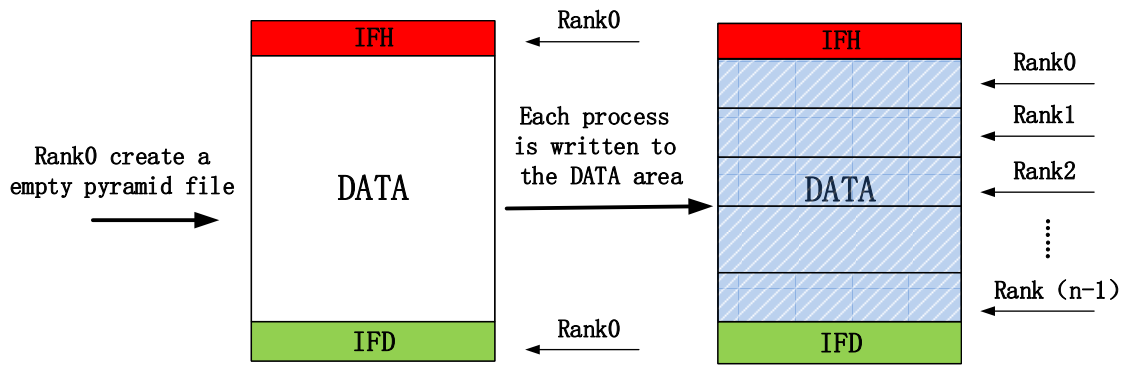 Rank0 create a
empty pyramid file
IFH
DATA
IFD
Rank0
Rank0
Each process
is written to
the DATA area
IFH
DATA
IFD
Rank0
Rank1
Rank2
Rank（n-1）